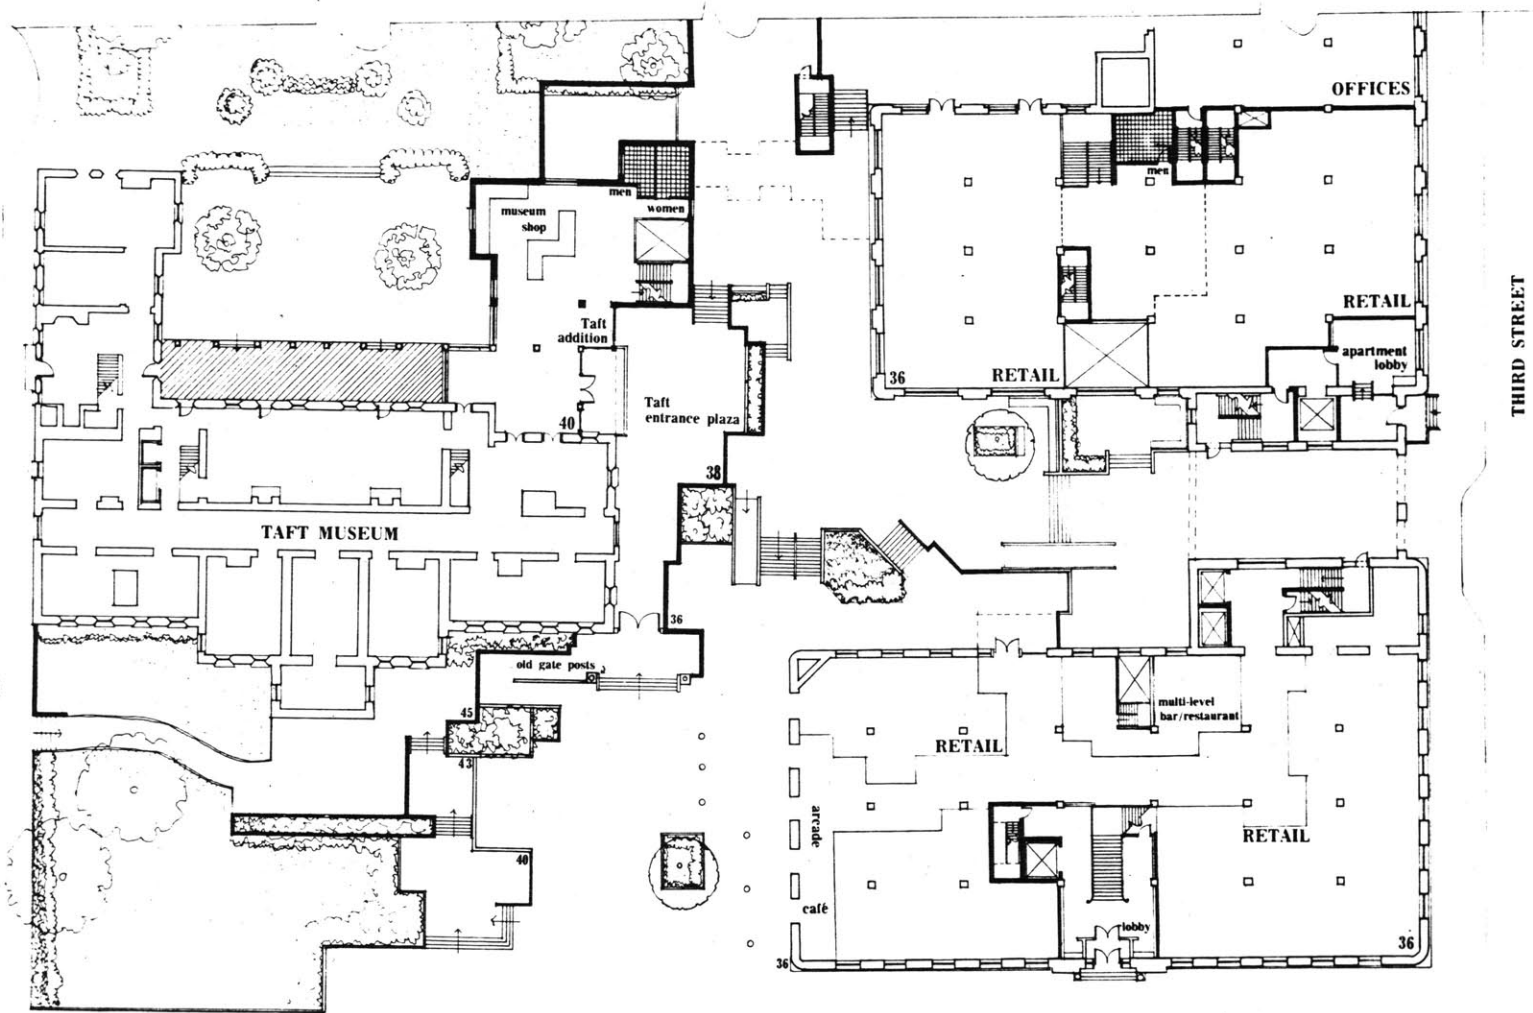 OFFICES
men
men
women
museum
shop
THIRD STREET
RETAIL
Taft
addition
apartment
lobby
36
RETAIL
Taft
entrance plaza
40
38
TAFT MUSEUM
36
old gate posts
45
multi-level
bar/restaurant
RETAIL
43
arcade
RETAIL
40
café
lobby
36
36